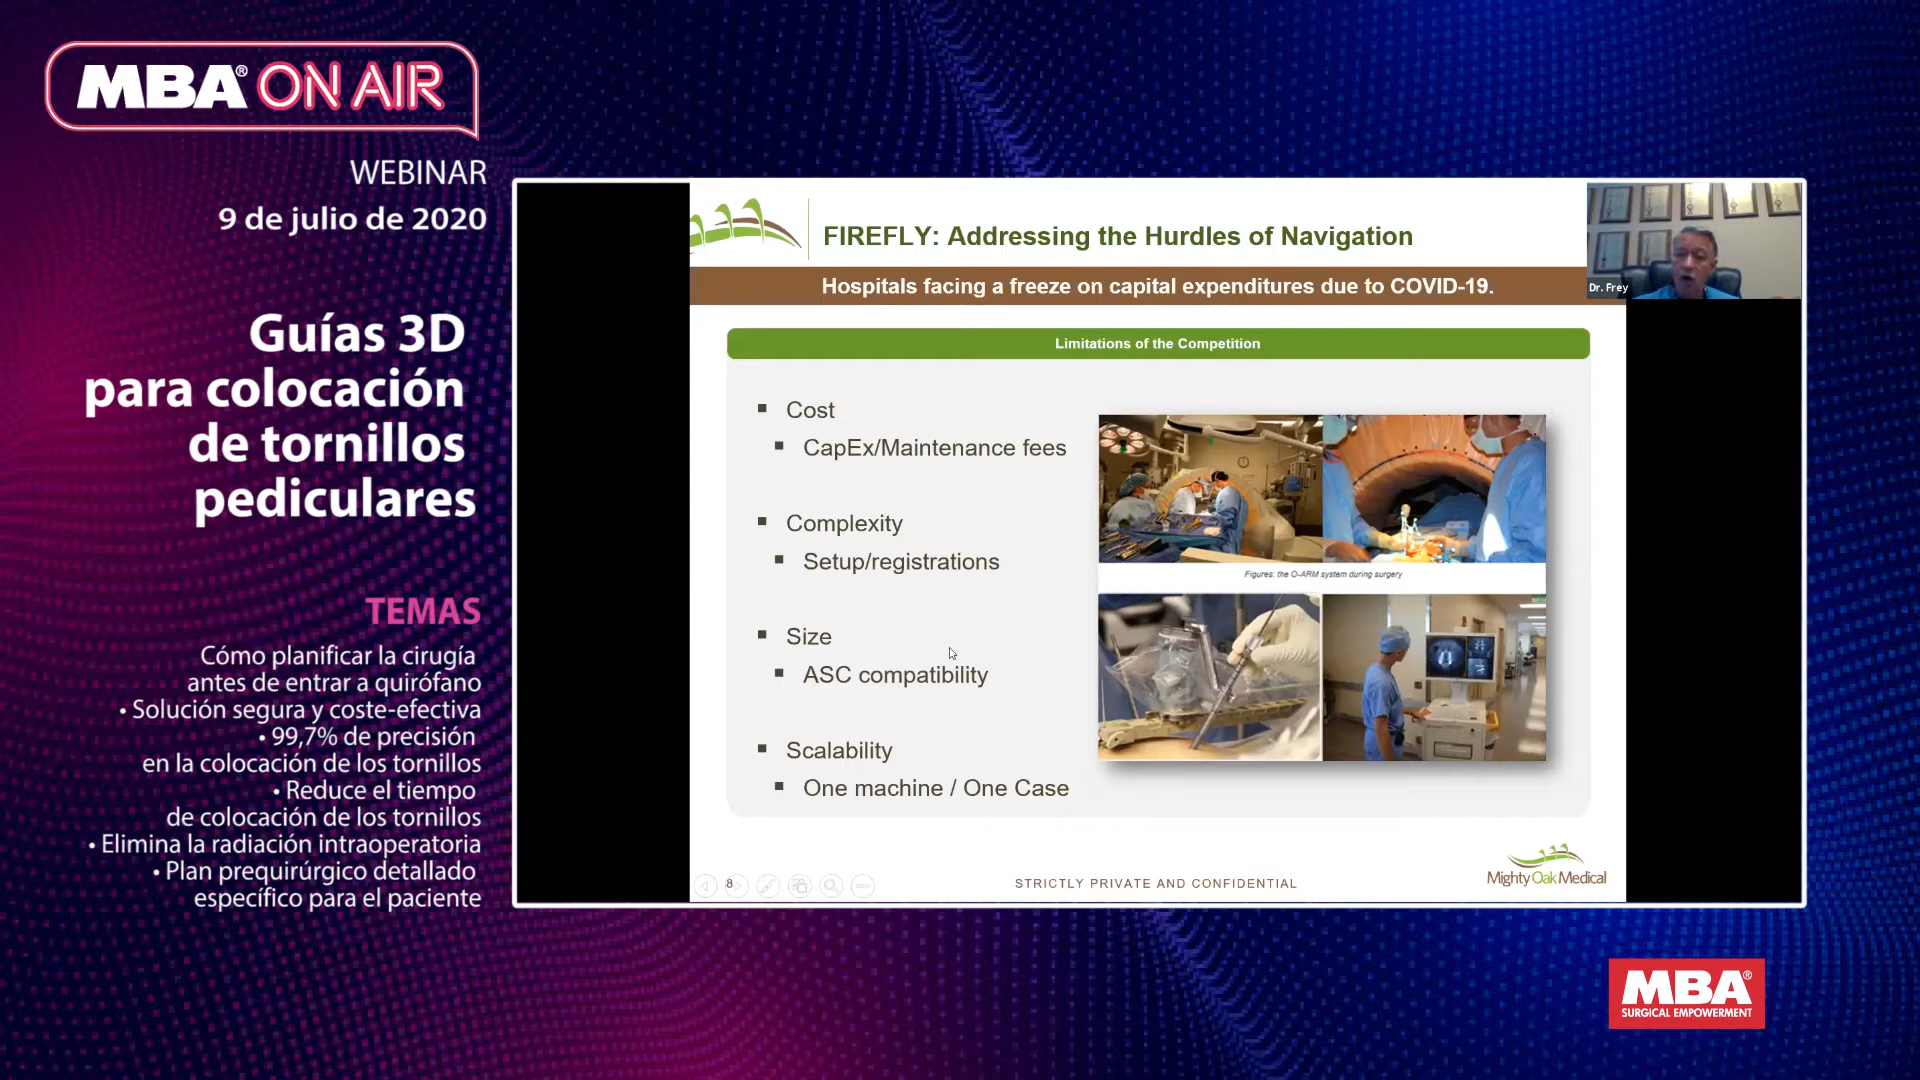 MBA® ON AIR
WEBINAR
9 de julio de 2020
Guías 3D
para colocación
de tornillos
pediculares
TEMAS
Cómo planificar la cirugía
antes de entrar a quirófano
• Solución segura y coste-efectiva
• 99,7% de precisión
en la colocación de los tornillos
• Reduce el tiempo
de colocación de los tornillos
• Elimina la radiación intraoperatoria
• Plan prequirúrgico detallado
específico para el paciente
FIREFLY: Addressing the Hurdles of Navigation
Hospitals facing a freeze on capital expenditures due to COVID-19.
Dr. Frey
Limitations of the Competition
▪ Cost
▪ CapEx/Maintenance fees
▪ Complexity
▪ Setup/registrations
▪ Size
▪ ASC compatibility
▪ Scalability
▪ One machine / One Case
Figures: the O-ARM system during surgery
8
STRICTLY PRIVATE AND CONFIDENTIAL
Mighty Oak Medical
MBA®
SURGICAL EMPOWERMENT